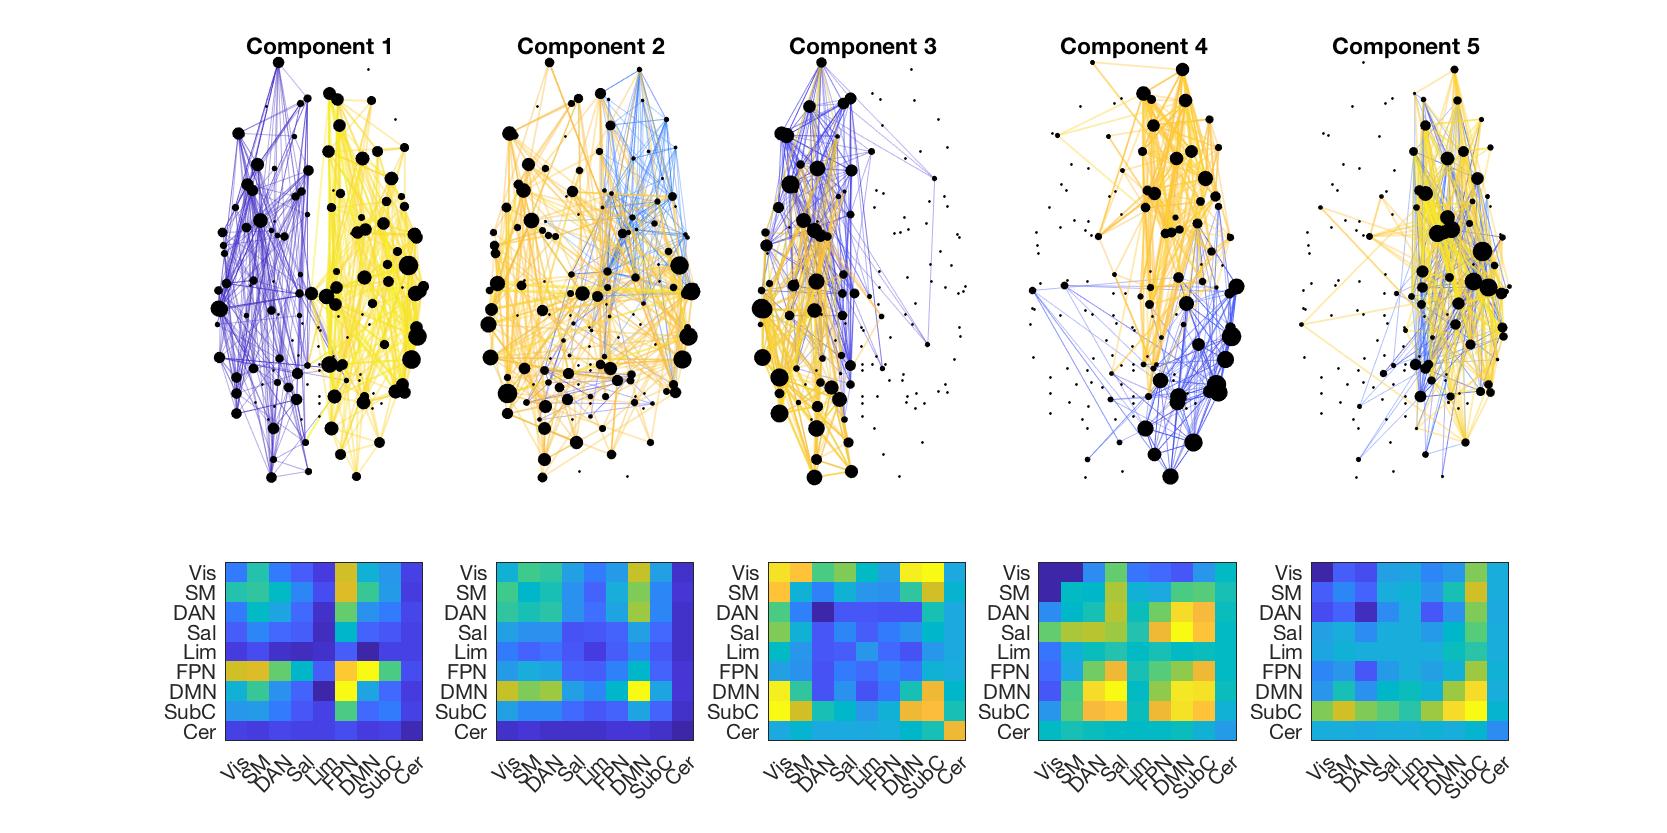 Component 1 Component 2 Component 3 Component 4 Component 5
Vis Vis Vis Vis Vis
SM SM SM SM SM
DAN DAN DAN DAN DAN
Sal Sal Sal Sal Sal
Lim Lim Lim Lim Lim
FPN FPN FPN FPN FPN
DMN DMN DMN DMN DMN
SubC SubC SubC SubC SubC
Cer Cer Cer Cer Cer
Vis SM DAN Sal Lim FPN DMN SubC Cer Vis SM DAN Sal Lim FPN DMN SubC Cer Vis SM DAN Sal Lim FPN DMN SubC Cer Vis SM DAN Sal Lim FPN DMN SubC Cer Vis SM DAN Sal Lim FPN DMN SubC Cer